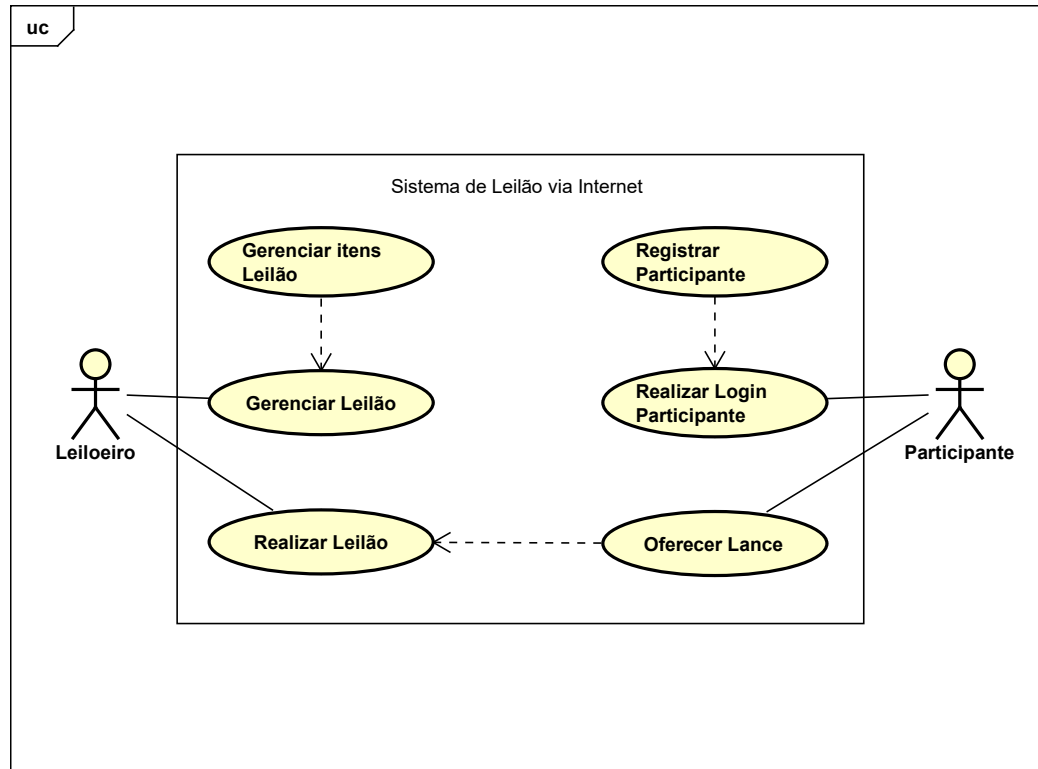 uc
Sistema de Leilão via Internet
Gerenciar itens
Leilão
Registrar
Participante
Gerenciar Leilão
Realizar Login
Participante
Leiloeiro
Participante
Realizar Leilão
Oferecer Lance